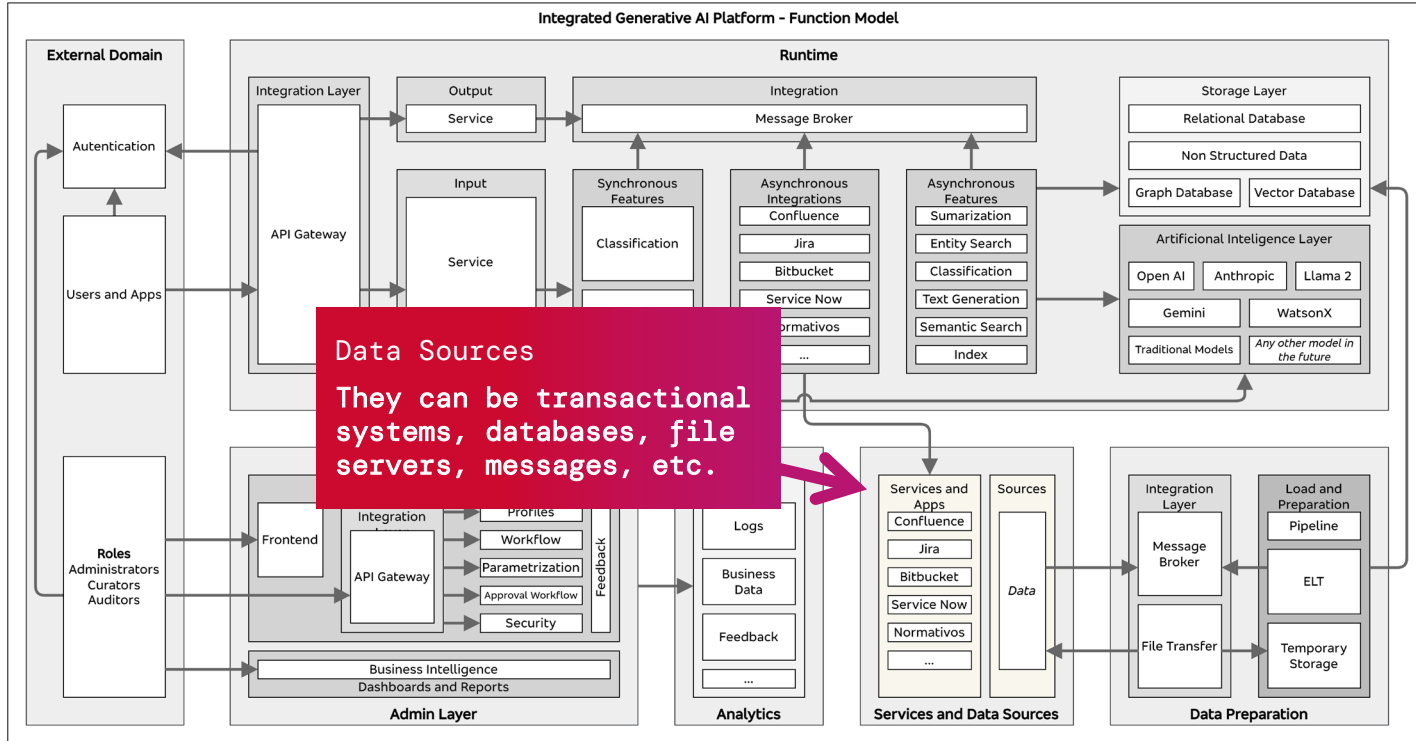 Integrated Generative AI Platform - Function Model
External Domain
Autentication
Users and Apps
Roles
Administrators
Curators
Auditors
Runtime
Integration Layer
API Gateway
Output
Service
Input
Service
Integration
Message Broker
Synchronous
Features
Classification
Asynchronous
Integrations
Confluence
Jira
Bitbucket
Service Now
...
Asynchronous
Features
Sumarization
Entity Search
Classification
Text Generation
Semantic Search
Index
Storage Layer
Relational Database
Non Structured Data
Graph Database
Vector Database
Artificional Inteligence Layer
Open AI
Anthropic
Llama 2
Gemini
WatsonX
Traditional Models
Any other model in
the future
Data Sources
They can be transactional
systems, databases, file
servers, messages, etc.
Frontend
Integration
API Gateway
Profiles
Workflow
Parametrization
Approval Workflow
Security
Feedback
Business Intelligence
Dashboards and Reports
Admin Layer
Logs
Business
Data
Feedback
...
Analytics
Services and
Apps
Confluence
Jira
Bitbucket
Service Now
Normativos
...
Sources
Data
Services and Data Sources
Integration
Layer
Message
Broker
File Transfer
Load and
Preparation
Pipeline
ELT
Temporary
Storage
Data Preparation